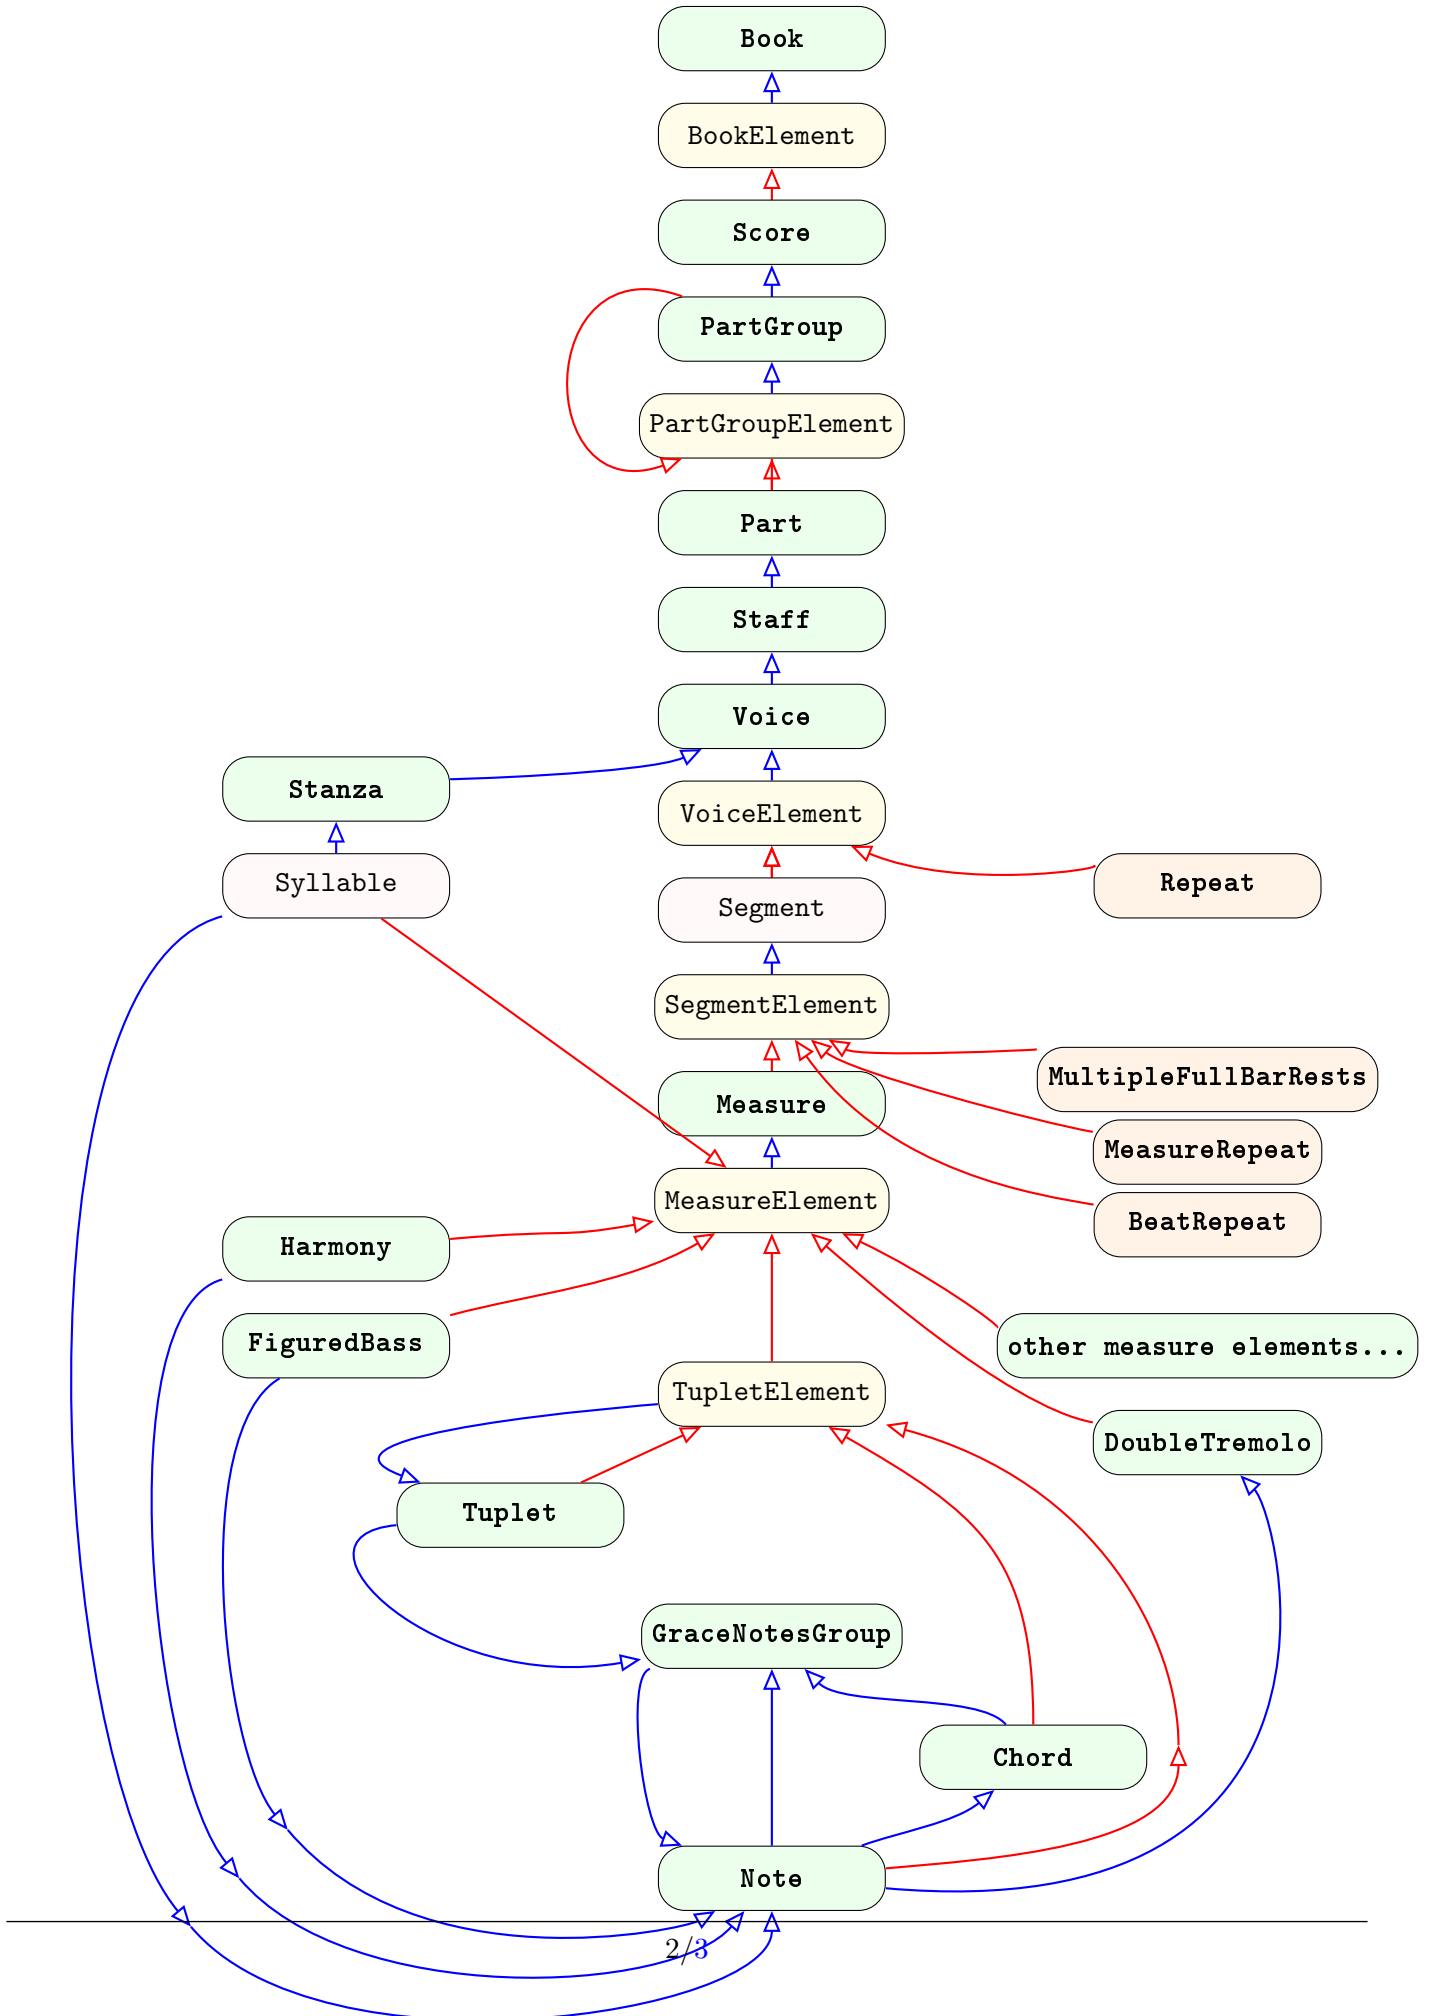 Book
BookElement
Score
PartGroup
PartGroupElement
Part
Staff
Voice
Stanza
VoiceElement
Syllable
Repeat
Segment
SegmentElement
MultipleFullBarRests
Measure
MeasureRepeat
MeasureElement
BeatRepeat
Harmony
FiguredBass
other measure elements...
TupletElement
DoubleTremolo
Tuplet
GraceNotesGroup
Chord
Note
2/3